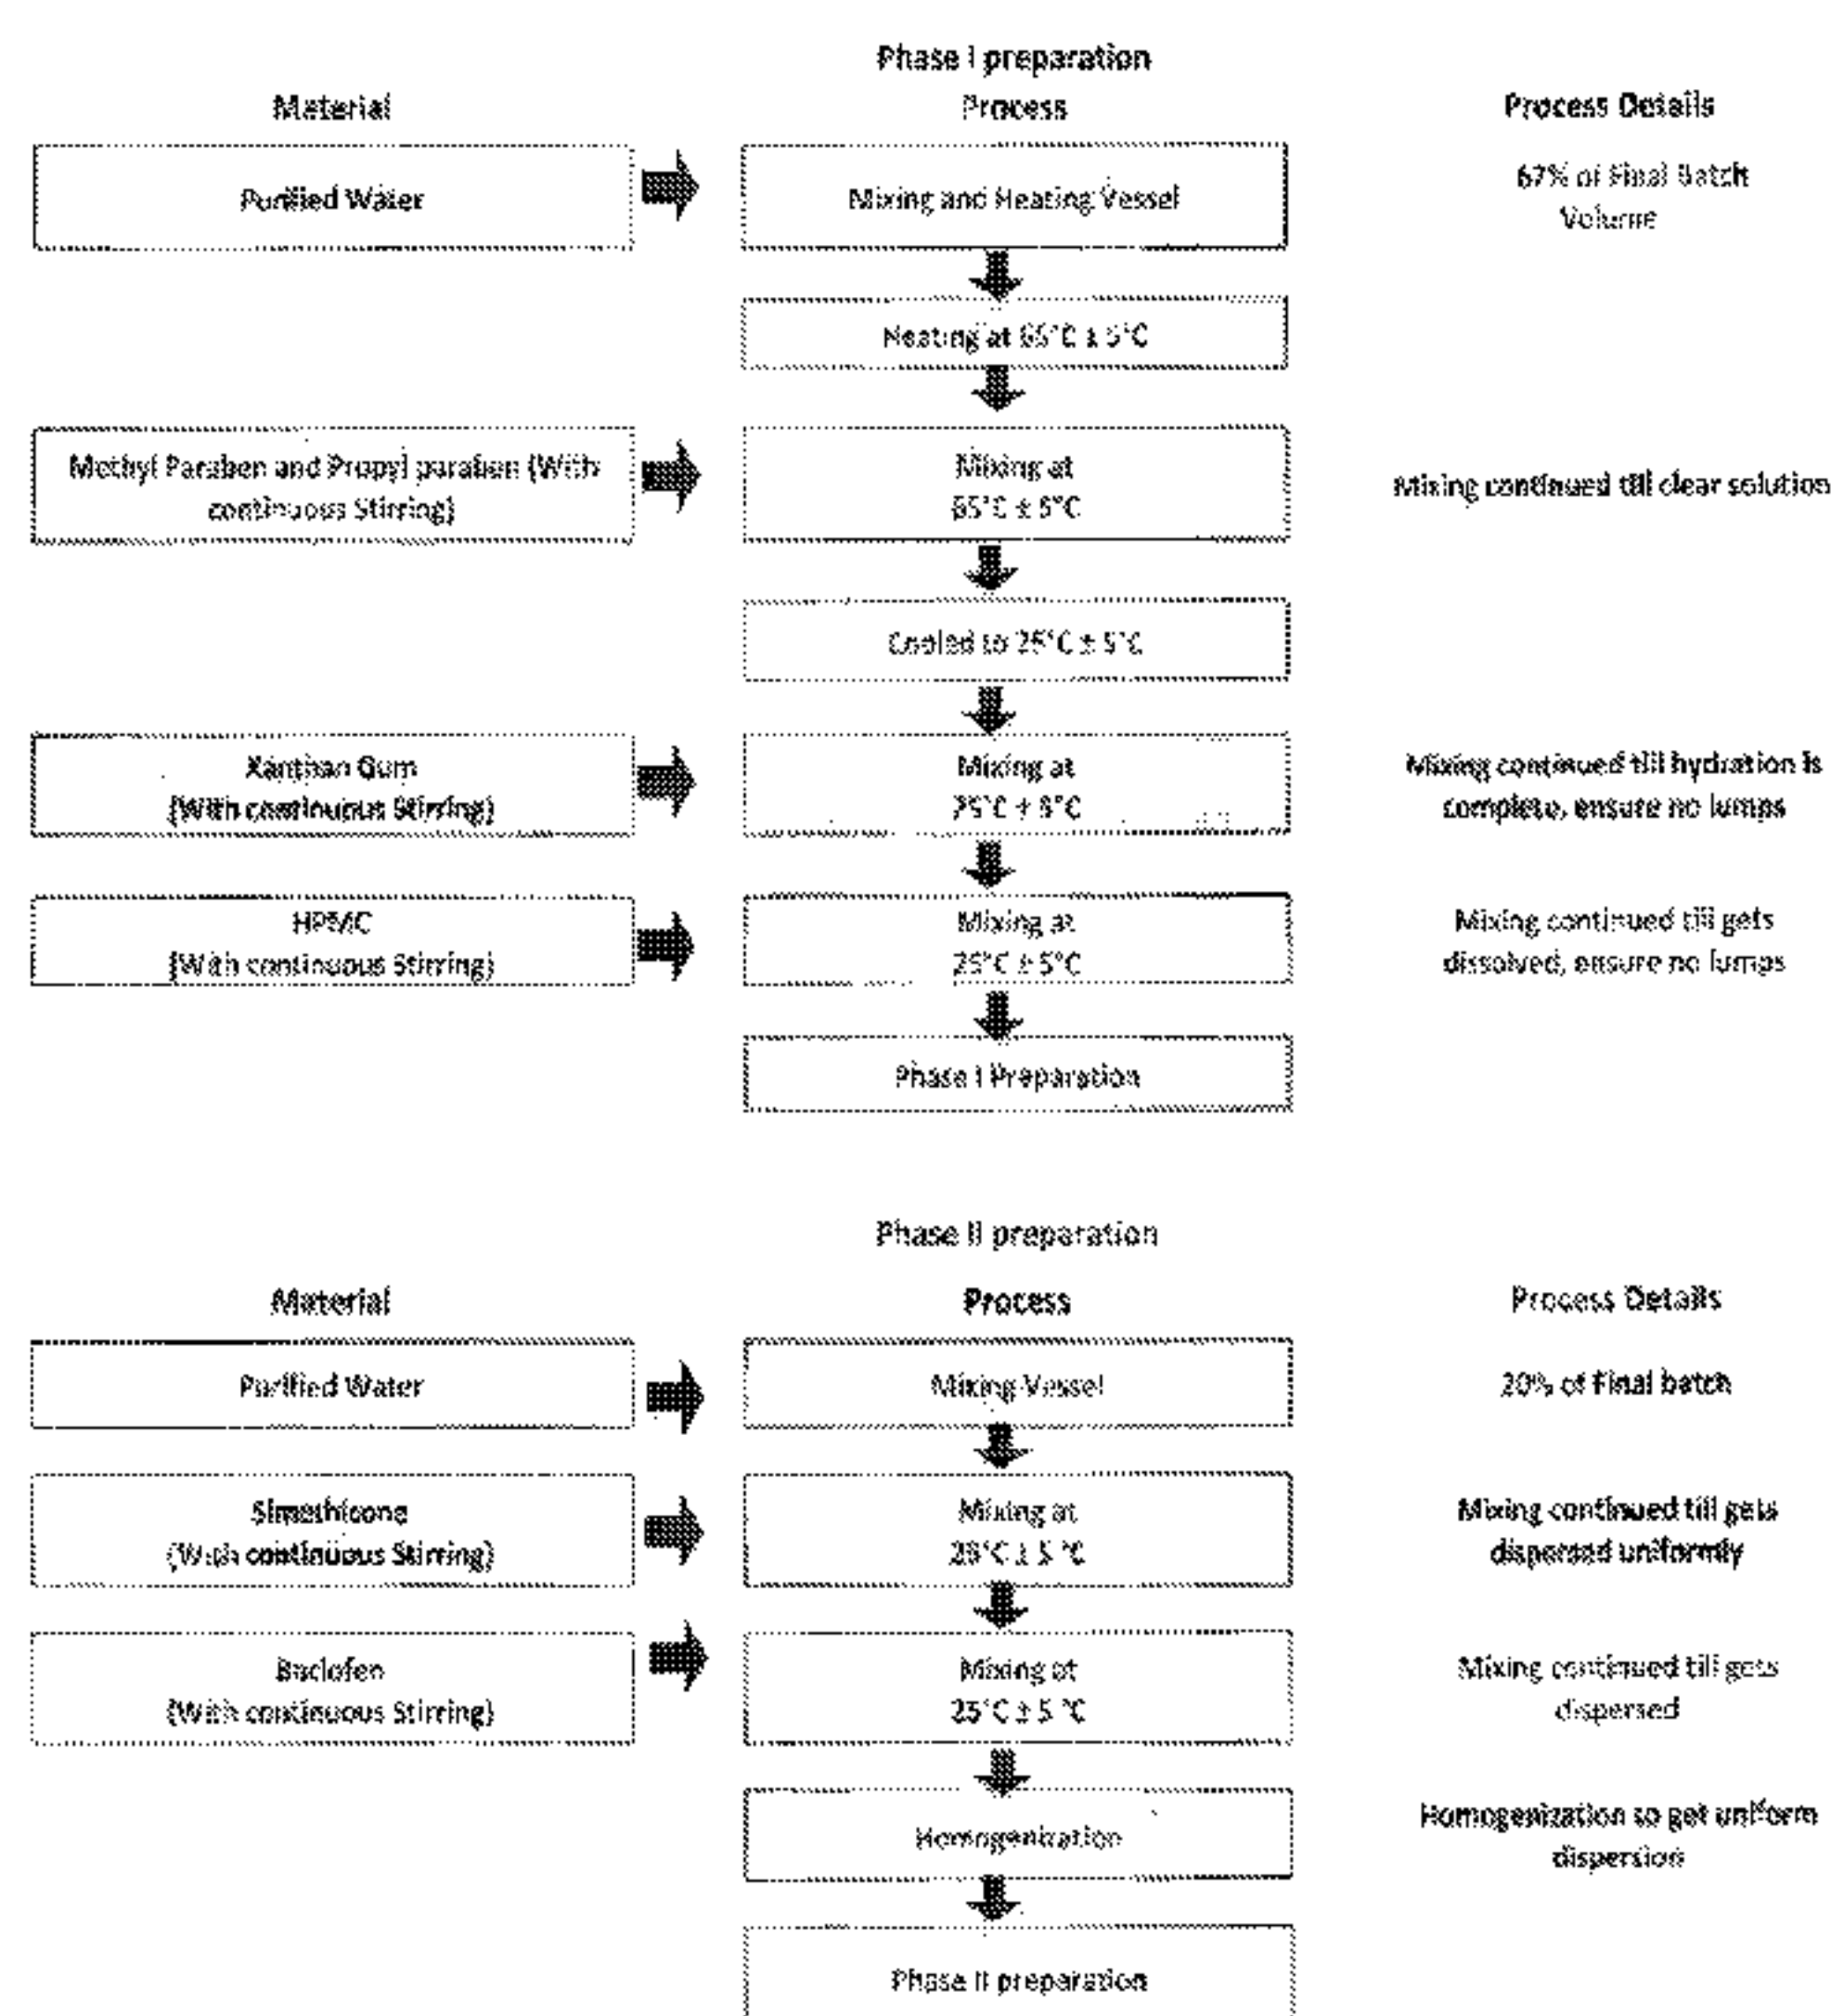 Phase I preparation
Material
Process
Process Details
Purified Water
Mixing and Heating Vessel
67% of Final Batch
Volume
Heating at 65°C ± 5°C
Methyl Paraben and Propyl paraben (With
continuous Stirring)
Mixing at
65°C ± 5°C
Mixing continued till clear solution
Cooled to 25°C ± 5°C
Xanthan Gum
(With continuous Stirring)
Mixing at
25°C ± 5°C
Mixing continued till hydration is
complete, ensure no lumps
HPMC
(With continuous Stirring)
Mixing at
25°C ± 5°C
Mixing continued till gets
dissolved, ensure no lumps
Phase I Preparation
Phase II preparation
Material
Process
Process Details
Purified Water
Mixing Vessel
20% of Final batch
Simethicone
(With continuous Stirring)
Mixing at
25°C ± 5 °C
Mixing continued till gets
dispersed uniformly
Baclofen
(With continuous Stirring)
Mixing at
25°C ± 5 °C
Mixing continued till gets
dispersed
Homogenization
Homogenization to get uniform
dispersion
Phase II preparation